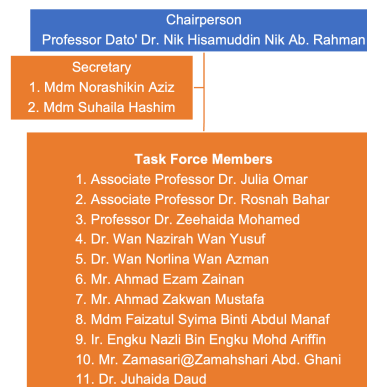 Chairperson
Professor Dato' Dr. Nik Hisamuddin Nik Ab. Rahman
Secretary
1. Mdm Norashikin Aziz
2. Mdm Suhaila Hashim
Task Force Members
1. Associate Professor Dr. Julia Omar
2. Associate Professor Dr. Rosnah Bahar
3. Professor Dr. Zeehaida Mohamed
4. Dr. Wan Nazirah Wan Yusuf
5. Dr. Wan Norlina Wan Azman
6. Mr. Ahmad Ezam Zainan
7. Mr. Ahmad Zakwan Mustafa
8. Mdm Faizatul Syima Binti Abdul Manaf
9. Ir. Engku Nazli Bin Engku Mohd Ariffin
10. Mr. Zamasari@Zamahshari Abd. Ghani
11. Dr. Juhaida Daud